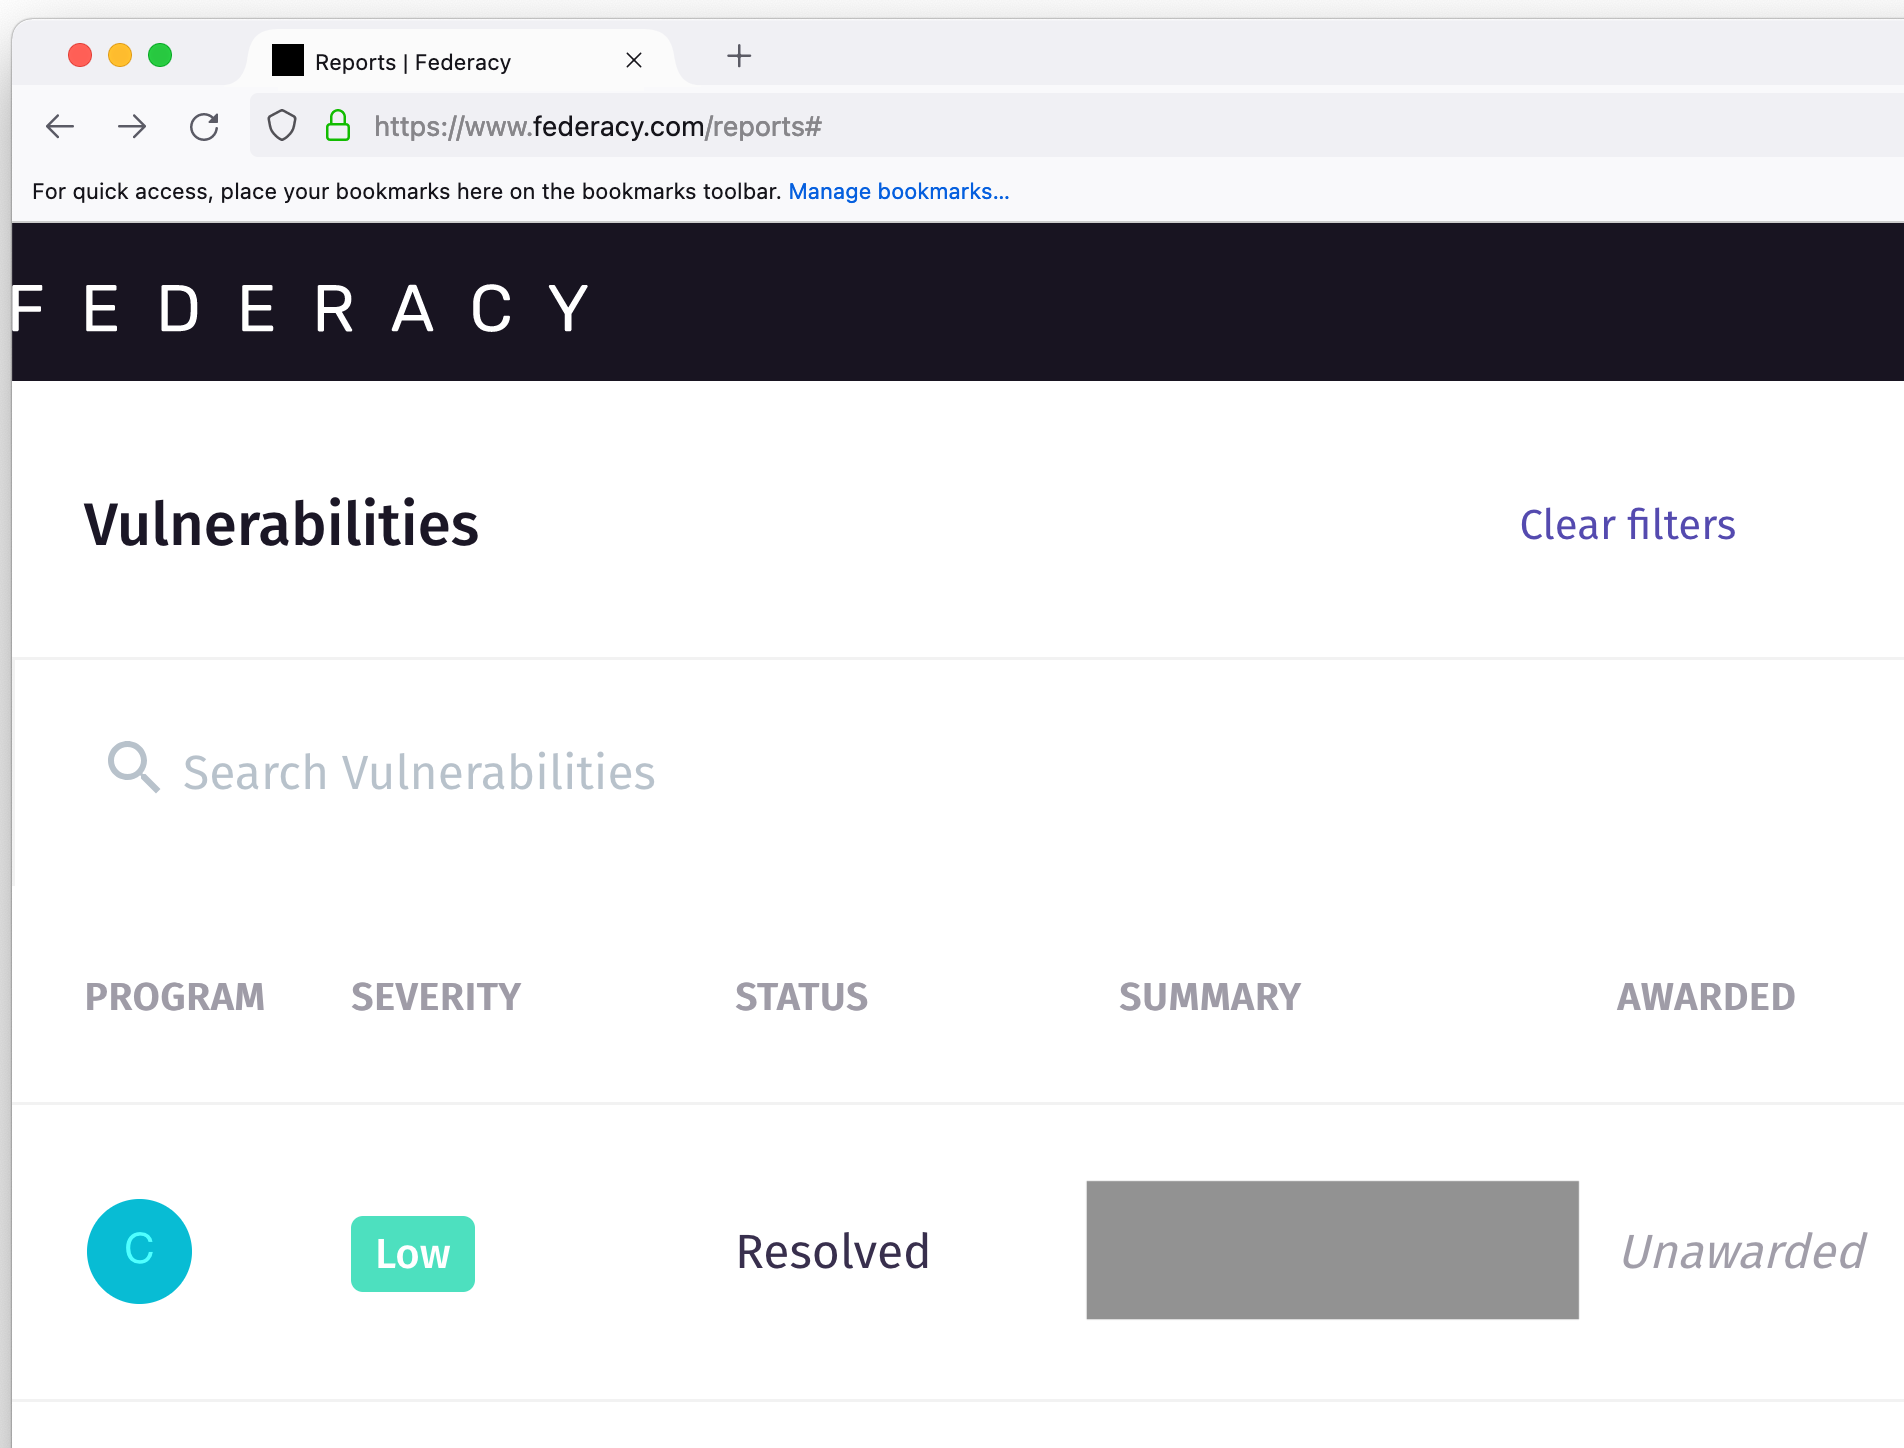 Reports | Federacy
https://www.federacy.com/reports#
For quick access, place your bookmarks here on the bookmarks toolbar. Manage bookmarks...
FEDERACY
Vulnerabilities Clear filters
Search Vulnerabilities
PROGRAM SEVERITY STATUS SUMMARY AWARDED
C Low Resolved Unawarded